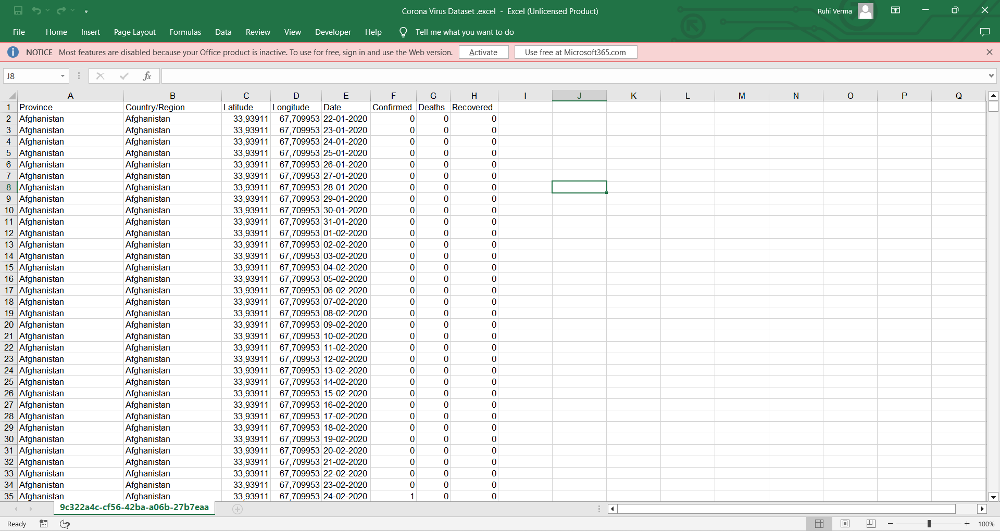 Corona Virus Dataset .excel - Excel (Unlicensed Product) Ruhi Verma
File Home Insert Page Layout Formulas Data Review View Developer Help Tell me what you want to do
NOTICE Most features are disabled because your Office product is inactive. To use for free, sign in and use the Web version. Activate Use free at Microsoft365.com
J8 fx
A B C D E F G H I J K L M N O P Q
1 Province Country/Region Latitude Longitude Date Confirmed Deaths Recovered
2 Afghanistan Afghanistan 33,93911 67,709953 22-01-2020 0 0 0
3 Afghanistan Afghanistan 33,93911 67,709953 23-01-2020 0 0 0
4 Afghanistan Afghanistan 33,93911 67,709953 24-01-2020 0 0 0
5 Afghanistan Afghanistan 33,93911 67,709953 25-01-2020 0 0 0
6 Afghanistan Afghanistan 33,93911 67,709953 26-01-2020 0 0 0
7 Afghanistan Afghanistan 33,93911 67,709953 27-01-2020 0 0 0
8 Afghanistan Afghanistan 33,93911 67,709953 28-01-2020 0 0 0
9 Afghanistan Afghanistan 33,93911 67,709953 29-01-2020 0 0 0
10 Afghanistan Afghanistan 33,93911 67,709953 30-01-2020 0 0 0
11 Afghanistan Afghanistan 33,93911 67,709953 31-01-2020 0 0 0
12 Afghanistan Afghanistan 33,93911 67,709953 01-02-2020 0 0 0
13 Afghanistan Afghanistan 33,93911 67,709953 02-02-2020 0 0 0
14 Afghanistan Afghanistan 33,93911 67,709953 03-02-2020 0 0 0
15 Afghanistan Afghanistan 33,93911 67,709953 04-02-2020 0 0 0
16 Afghanistan Afghanistan 33,93911 67,709953 05-02-2020 0 0 0
17 Afghanistan Afghanistan 33,93911 67,709953 06-02-2020 0 0 0
18 Afghanistan Afghanistan 33,93911 67,709953 07-02-2020 0 0 0
19 Afghanistan Afghanistan 33,93911 67,709953 08-02-2020 0 0 0
20 Afghanistan Afghanistan 33,93911 67,709953 09-02-2020 0 0 0
21 Afghanistan Afghanistan 33,93911 67,709953 10-02-2020 0 0 0
22 Afghanistan Afghanistan 33,93911 67,709953 11-02-2020 0 0 0
23 Afghanistan Afghanistan 33,93911 67,709953 12-02-2020 0 0 0
24 Afghanistan Afghanistan 33,93911 67,709953 13-02-2020 0 0 0
25 Afghanistan Afghanistan 33,93911 67,709953 14-02-2020 0 0 0
26 Afghanistan Afghanistan 33,93911 67,709953 15-02-2020 0 0 0
27 Afghanistan Afghanistan 33,93911 67,709953 16-02-2020 0 0 0
28 Afghanistan Afghanistan 33,93911 67,709953 17-02-2020 0 0 0
29 Afghanistan Afghanistan 33,93911 67,709953 18-02-2020 0 0 0
30 Afghanistan Afghanistan 33,93911 67,709953 19-02-2020 0 0 0
31 Afghanistan Afghanistan 33,93911 67,709953 20-02-2020 0 0 0
32 Afghanistan Afghanistan 33,93911 67,709953 21-02-2020 0 0 0
33 Afghanistan Afghanistan 33,93911 67,709953 22-02-2020 0 0 0
34 Afghanistan Afghanistan 33,93911 67,709953 23-02-2020 0 0 0
35 Afghanistan Afghanistan 33,93911 67,709953 24-02-2020 1 0 0
9c322a4c-cf56-42ba-a06b-27b7eaa
Ready 100%